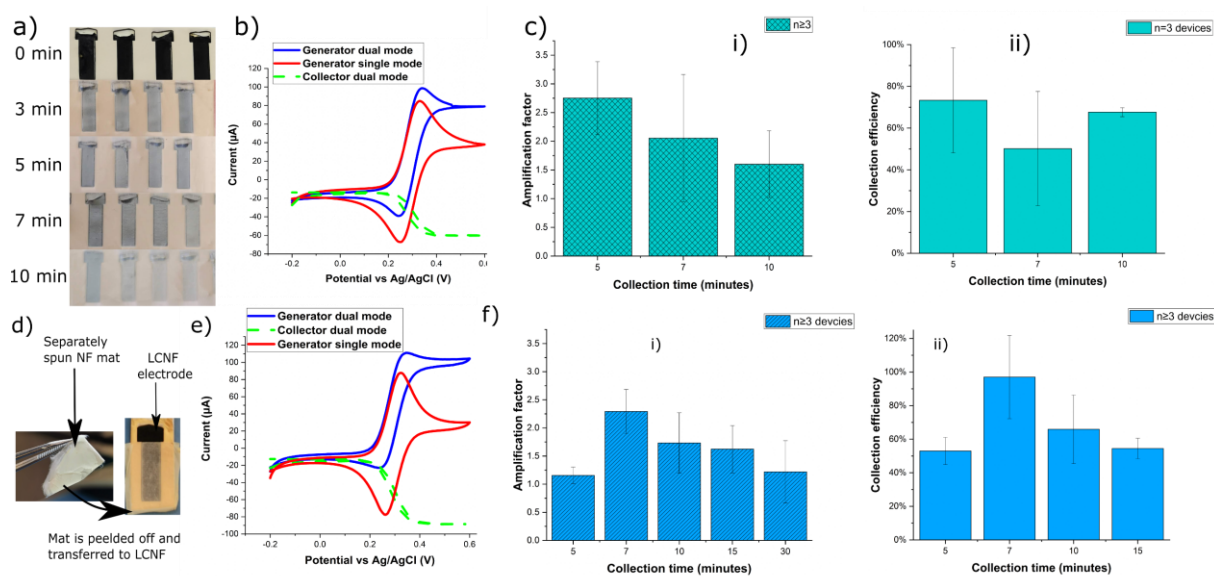 a)
0 min
3 min
5 min
7 min
10 min
b)
Generator dual mode
Generator single mode
Collector dual mode
Current (µA)
100
80
60
40
20
0
-20
-40
-60
-80
-0.2
0.0
0.2
0.4
0.6
Potential vs Ag/AgCl (V)
c)
i)
n≥3
Amplification factor
4.0
3.5
3.0
2.5
2.0
1.5
1.0
0.5
0.0
5
7
10
Collection time (minutes)
ii)
n=3 devices
Collection efficiency
100%
80%
60%
40%
20%
0%
5
7
10
Collection time (minutes)
d)
Separately
spun NF mat
LCNF
electrode
Mat is peelded off and
transferred to LCNF
e)
Generator dual mode
Collector dual mode
Generator single mode
Current (µA)
120
100
80
60
40
20
0
-20
-40
-60
-80
-100
-0.2
0.0
0.2
0.4
0.6
Potential vs Ag/AgCl (V)
f)
n≥3 devcies
i)
Amplification factor
4.0
3.5
3.0
2.5
2.0
1.5
1.0
0.5
0.0
5
7
10
15
30
Collection time (minutes)
n≥3 devices
ii)
Collection efficiency
120%
100%
80%
60%
40%
20%
0%
5
7
10
15
Collection time (minutes)